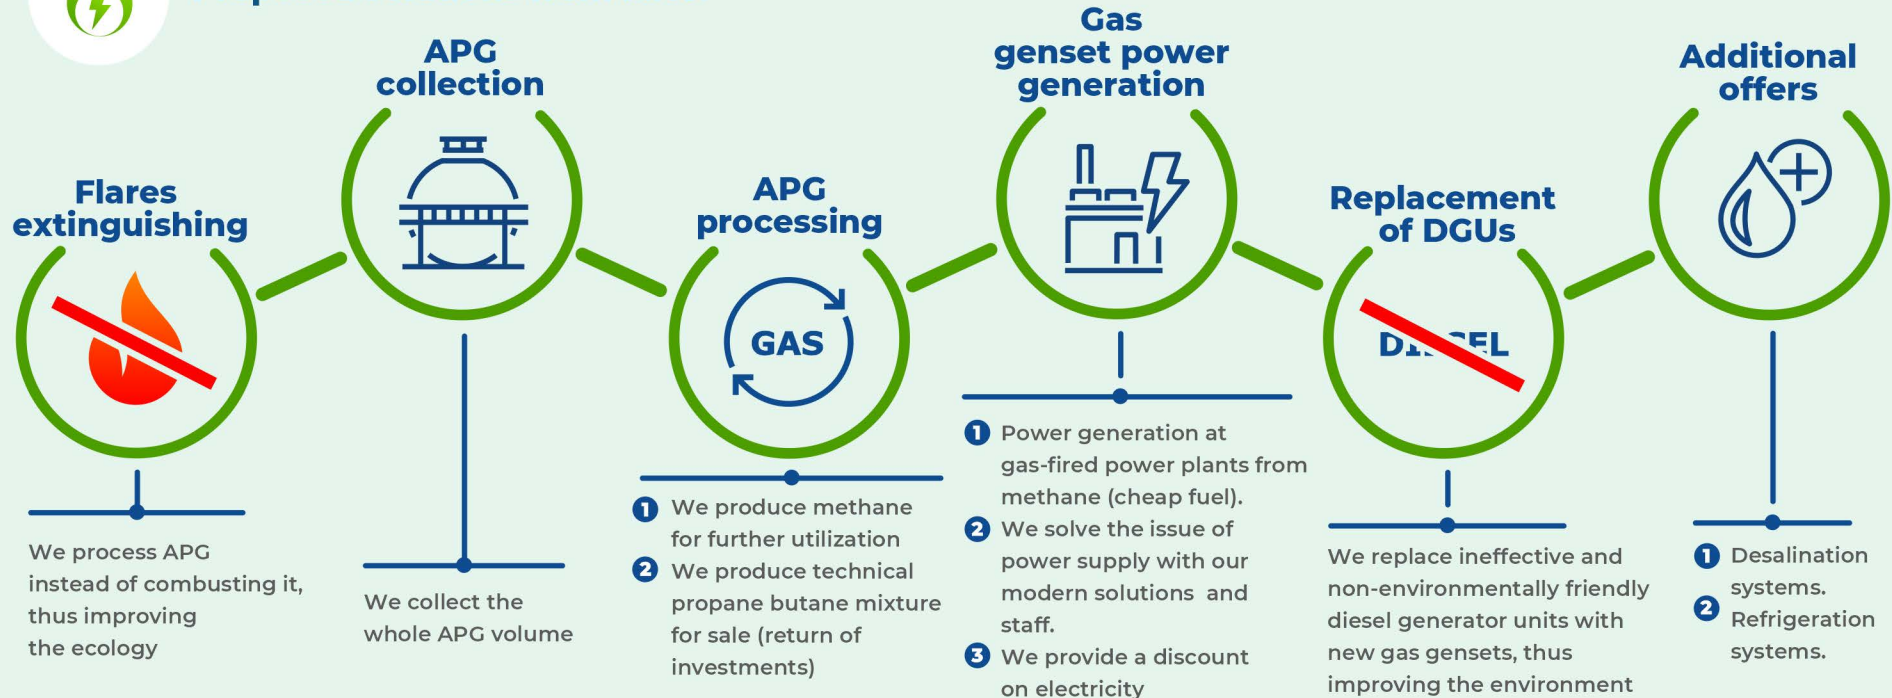 Flares
extinguishing
We process APG
instead of combusting it,
thus improving
the ecology
APG
collection
We collect the
whole APG volume
APG
processing
GAS
1 We produce methane
for further utilization
2 We produce technical
propane butane mixture
for sale (return of
investments)
Gas
genset power
generation
1 Power generation at
gas-fired power plants from
methane (cheap fuel).
2 We solve the issue of
power supply with our
modern solutions and
staff.
3 We provide a discount
on electricity
Replacement
of DGUs
DIESEL
We replace ineffective and
non-environmentally friendly
diesel generator units with
new gas gensets, thus
improving the environment
Additional
offers
1 Desalination
systems.
2 Refrigeration
systems.